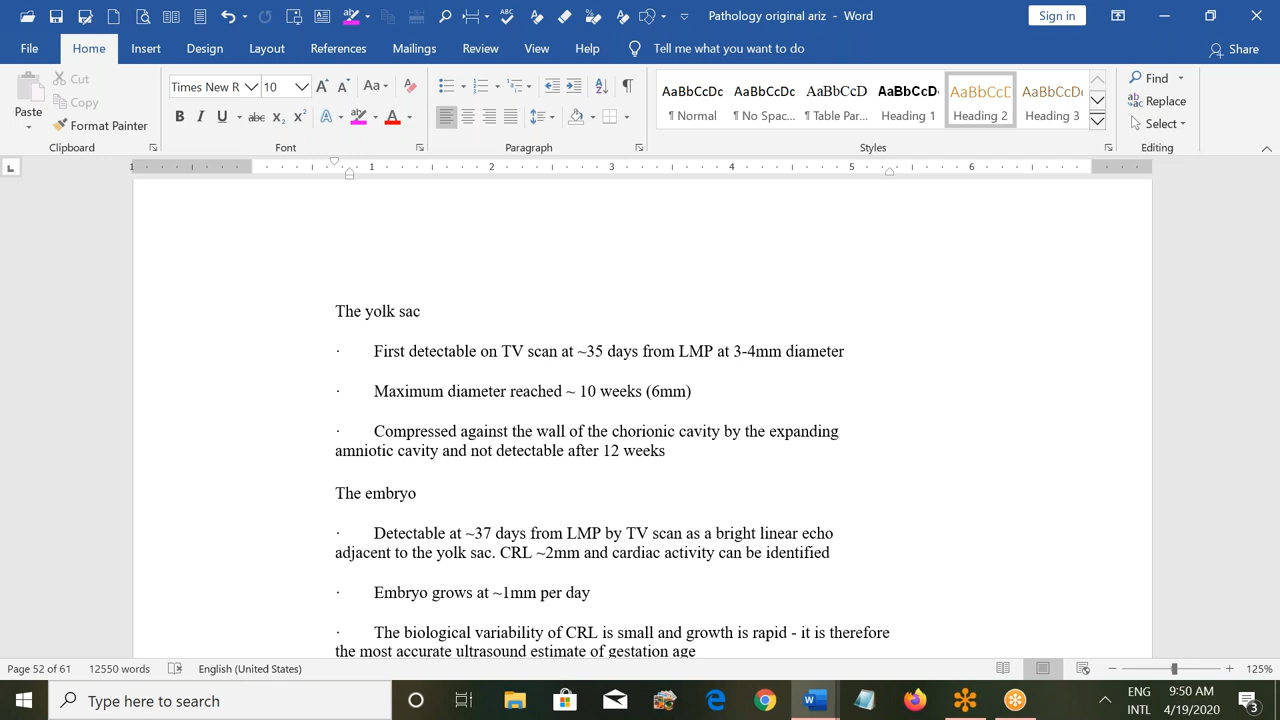 Pathology original ariz - Word
Sign in
File Home Insert Design Layout References Mailings Review View Help Tell me what you want to do Share
Paste Cut Copy Format Painter
Times New R 10
Find Replace Select
AaBbCcDc AaBbCcDc AaBbCcD AaBbCcD AaBbCcD AaBbCcDc
¶ Normal ¶ No Spac... ¶ Table Par... Heading 1 Heading 2 Heading 3
Clipboard Font Paragraph Styles Editing
1 1 2 3 4 5 6
The yolk sac
· First detectable on TV scan at ~35 days from LMP at 3-4mm diameter
· Maximum diameter reached ~ 10 weeks (6mm)
· Compressed against the wall of the chorionic cavity by the expanding
amniotic cavity and not detectable after 12 weeks
The embryo
· Detectable at ~37 days from LMP by TV scan as a bright linear echo
adjacent to the yolk sac. CRL ~2mm and cardiac activity can be identified
· Embryo grows at ~1mm per day
· The biological variability of CRL is small and growth is rapid - it is therefore
the most accurate ultrasound estimate of gestation age
Page 52 of 61 12550 words English (United States) 125%
Type here to search
ENG 9:50 AM
INTL 4/19/2020 3